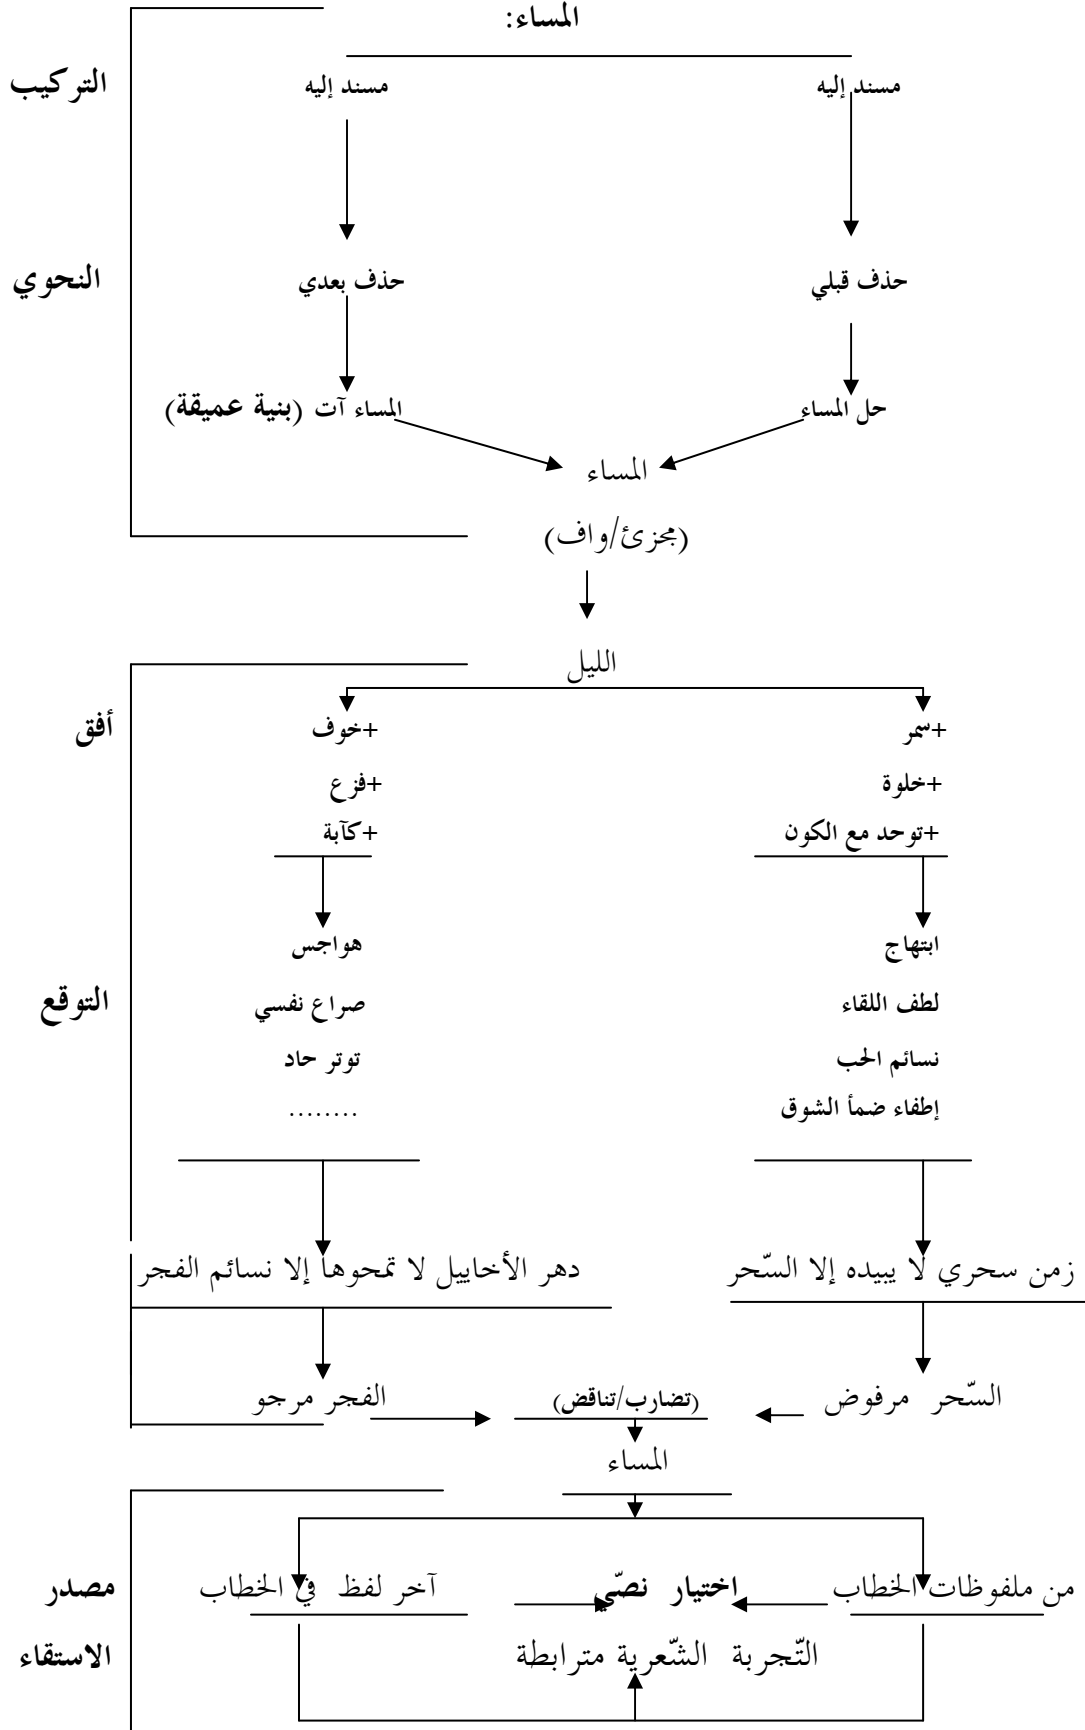 المساء:
التركيب
مسند إليه
مسند إليه
النحوي
حذف قبلي
حذف بعدي
حل المساء
المساء آت (بنية عميقة)
المساء
(مجزئ/واف)
الليل
أفق
+سمر
+خوف
+خلوة
+فزع
+توحد مع الكون
+كآبة
التوقع
ابتهاج
هواجس
لطف اللقاء
صراع نفسي
نسائم الحب
توتر حاد
إطفاء ضمأ الشوق
........
زمن سحري لا يبيده إلا السّحر
دهر الأخاييل لا تمحوها إلا نسائم الفجر
السّحر مرفوض
(تضارب/تناقض)
الفجر مرجو
المساء
مصدر
من ملفوظات الخطاب
اختيار نصّي
آخر لفظ في الخطاب
الاستقاء
التّجربة الشّعرية مترابطة